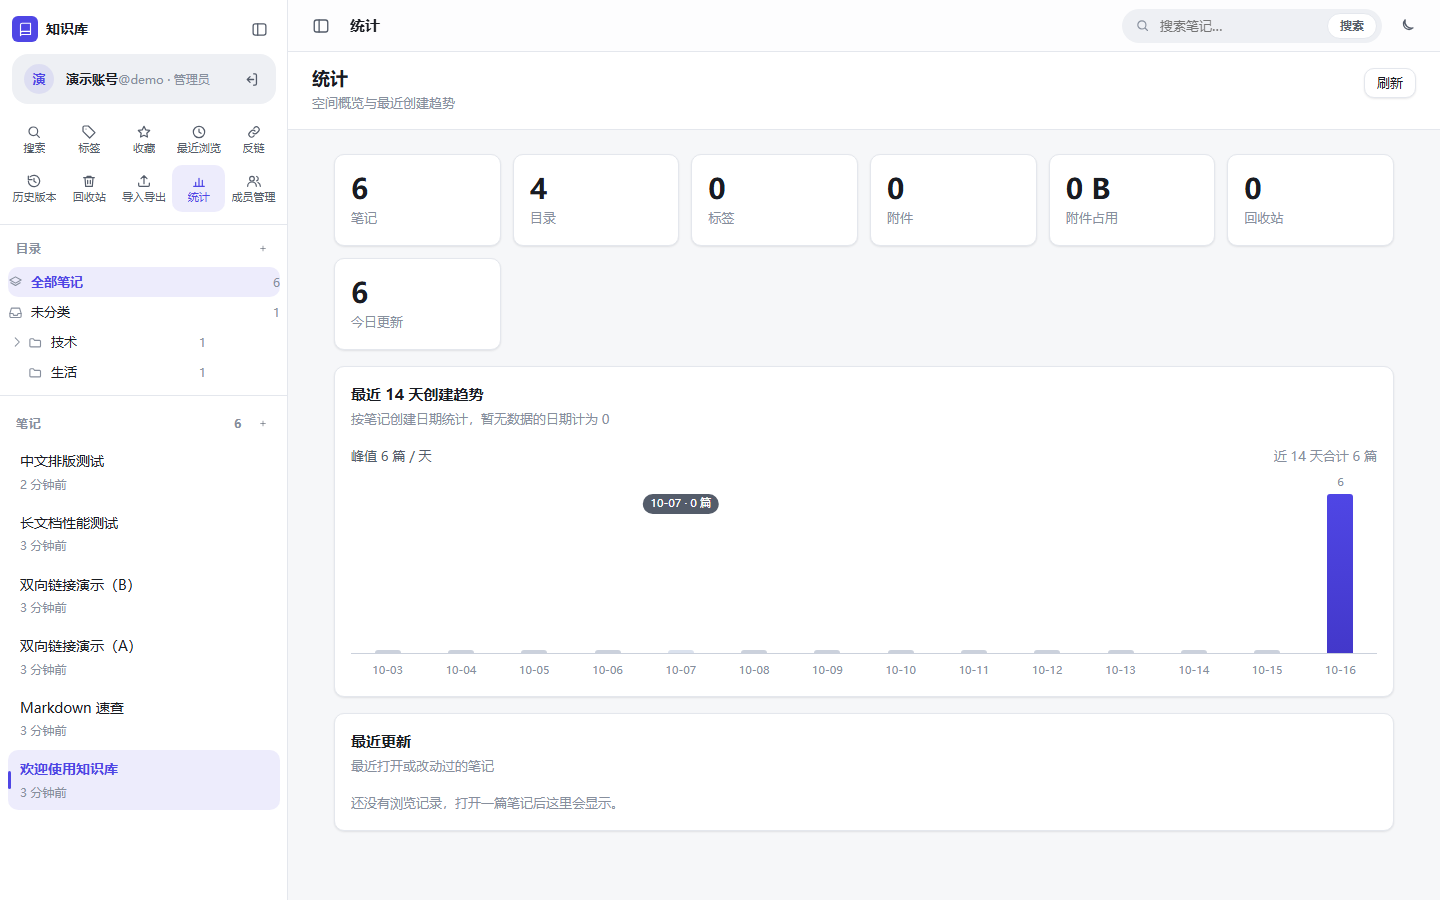 知识库
演 演示账号@demo · 管理员
搜索 标签 收藏 最近浏览 反链
历史版本 回收站 导入导出 统计 成员管理
目录 +
全部笔记 6
未分类 1
技术 1
生活 1
笔记 6 +
中文排版测试
2 分钟前
长文档性能测试
3 分钟前
双向链接演示（B）
3 分钟前
双向链接演示（A）
3 分钟前
Markdown 速查
3 分钟前
欢迎使用知识库
3 分钟前
统计
搜索笔记... 搜索
统计
空间概览与最近创建趋势
刷新
6
笔记
4
目录
0
标签
0
附件
0 B
附件占用
0
回收站
6
今日更新
最近 14 天创建趋势
按笔记创建日期统计，暂无数据的日期计为 0
峰值 6 篇 / 天 近 14 天合计 6 篇
6
10-07 · 0 篇
10-03 10-04 10-05 10-06 10-07 10-08 10-09 10-10 10-11 10-12 10-13 10-14 10-15 10-16
最近更新
最近打开或改动过的笔记
还没有浏览记录，打开一篇笔记后这里会显示。